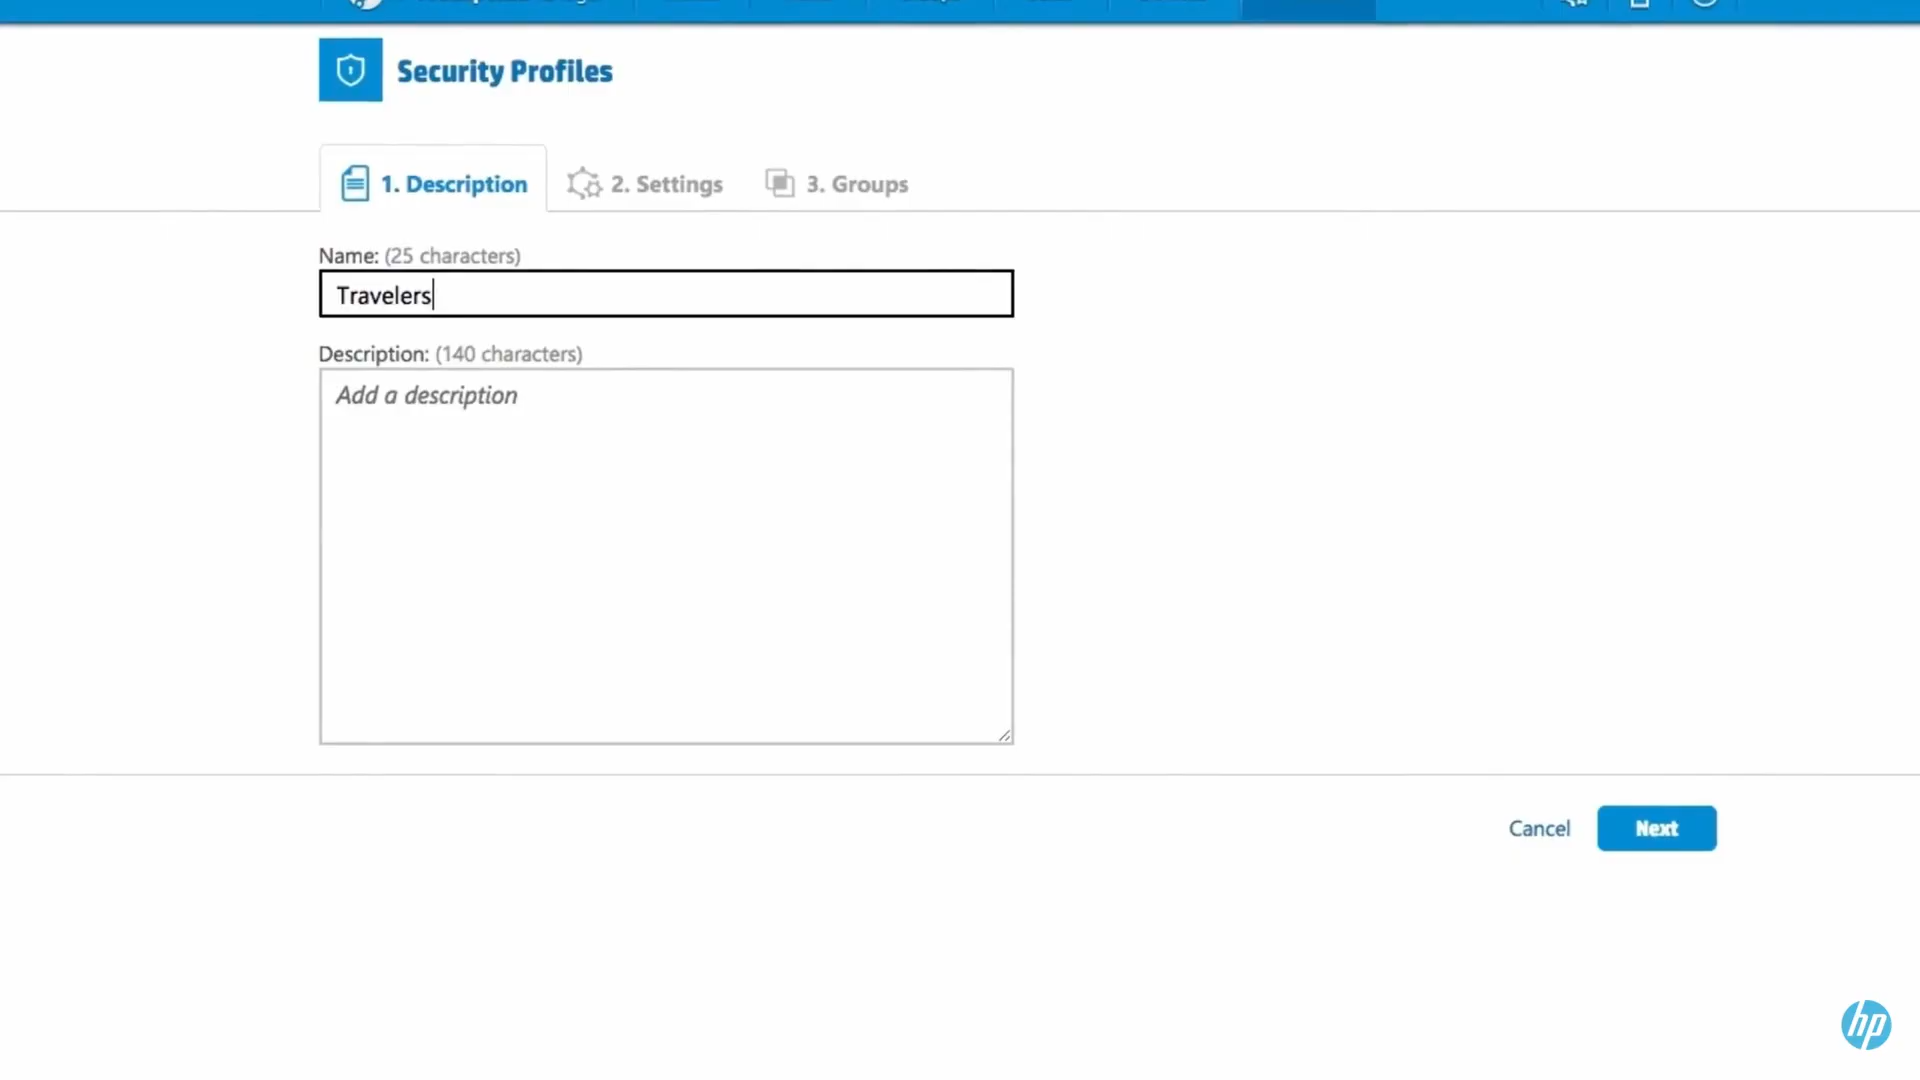 Security Profiles
1. Description
2. Settings
3. Groups
Name: (25 characters)
Travelers
Description: (140 characters)
Add a description
Cancel
Next
hp